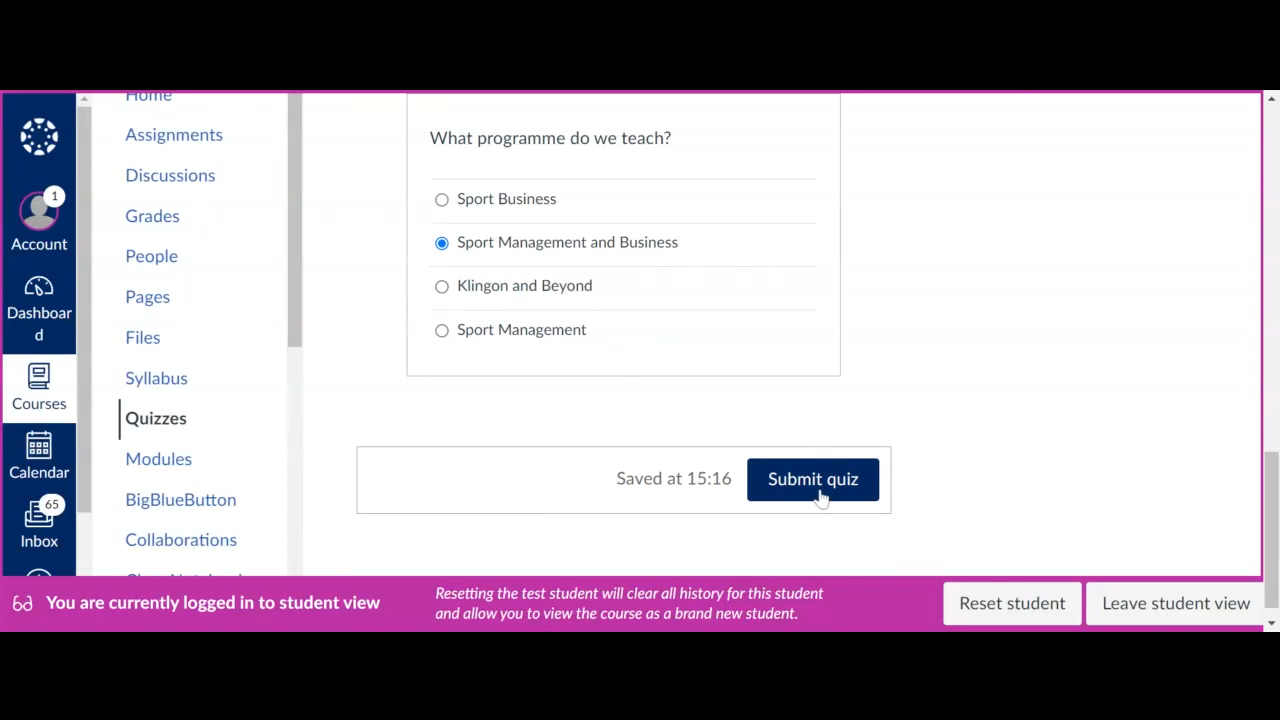 Home
Assignments
Discussions
Grades
People
Pages
Files
Syllabus
Quizzes
Modules
BigBlueButton
Collaborations
1
Account
Dashboar
d
Courses
Calendar
65
Inbox
What programme do we teach?
Sport Business
Sport Management and Business
Klingon and Beyond
Sport Management
Saved at 15:16
Submit quiz
You are currently logged in to student view
Resetting the test student will clear all history for this student
and allow you to view the course as a brand new student.
Reset student
Leave student view